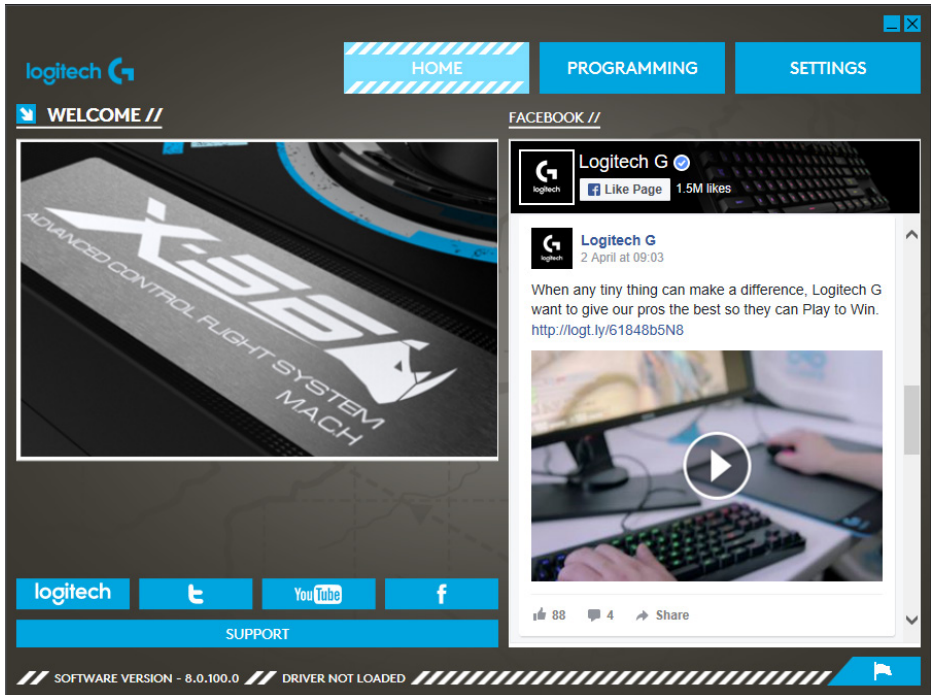 logitech G
HOME
PROGRAMMING
SETTINGS
WELCOME //
FACEBOOK //
X-56
ADVANCED CONTROL FLIGHT SYSTEM
MACH
logitech
Logitech G
Like Page
1.5M likes
logitech
Logitech G
2 April at 09:03
When any tiny thing can make a difference, Logitech G
want to give our pros the best so they can Play to Win.
http://logt.ly/61848b5N8
88
4
Share
logitech
YouTube
SUPPORT
SOFTWARE VERSION - 8.0.100.0
DRIVER NOT LOADED